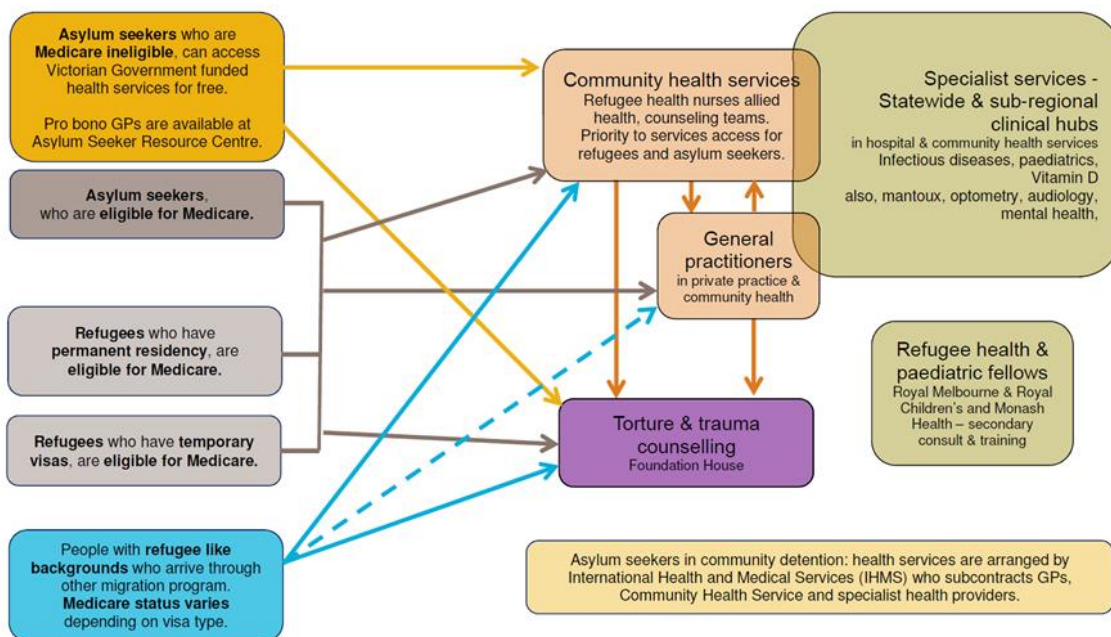 Asylum seekers who are
Medicare ineligible, can access
Victorian Government funded
health services for free.
Pro bono GPs are available at
Asylum Seeker Resource Centre.
Asylum seekers,
who are eligible for Medicare.
Refugees who have
permanent residency, are
eligible for Medicare.
Refugees who have temporary
visas, are eligible for Medicare.
People with refugee like
backgrounds who arrive through
other migration program.
Medicare status varies
depending on visa type.
Community health services
Refugee health nurses allied
health, counseling teams.
Priority to services access for
refugees and asylum seekers.
General
practitioners
in private practice &
community health
Torture & trauma
counselling
Foundation House
Specialist services -
Statewide & sub-regional
clinical hubs
in hospital & community health services
Infectious diseases, paediatrics,
Vitamin D
also, mantoux, optometry, audiology,
mental health,
Refugee health &
paediatric fellows
Royal Melbourne & Royal
Children's and Monash
Health – secondary
consult & training
Asylum seekers in community detention: health services are arranged by
International Health and Medical Services (IHMS) who subcontracts GPs,
Community Health Service and specialist health providers.